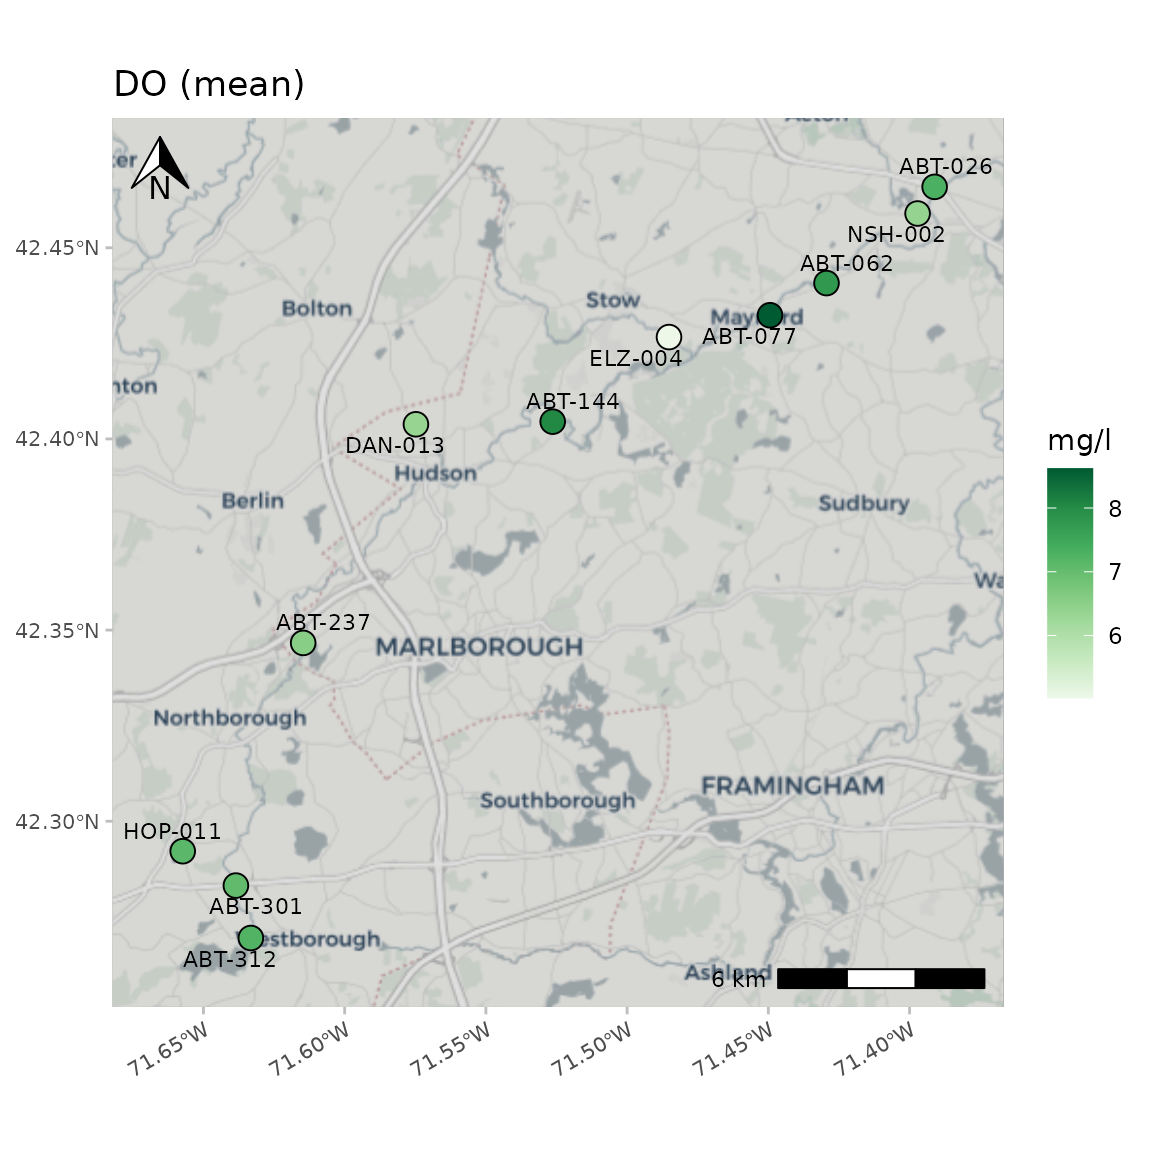 DO (mean)
Acton
ter
N
ABT-026
NSH-002
42.45°N
ABT-062
Stow
Bolton
ABT-077
ELZ-004
nton
ABT-144
42.40°N
DAN-013
mg/l
Hudson
Berlin
Sudbury
8
7
Wa
ABT-237
42.35°N
6
MARLBOROUGH
Northborough
FRAMINGHAM
Southborough
42.30°N
HOP-011
ABT-301
estborough
ABT-312
Ashland
6 km
71.65°W
71.60°W
71.55°W
71.50°W
71.45°W
71.40°W